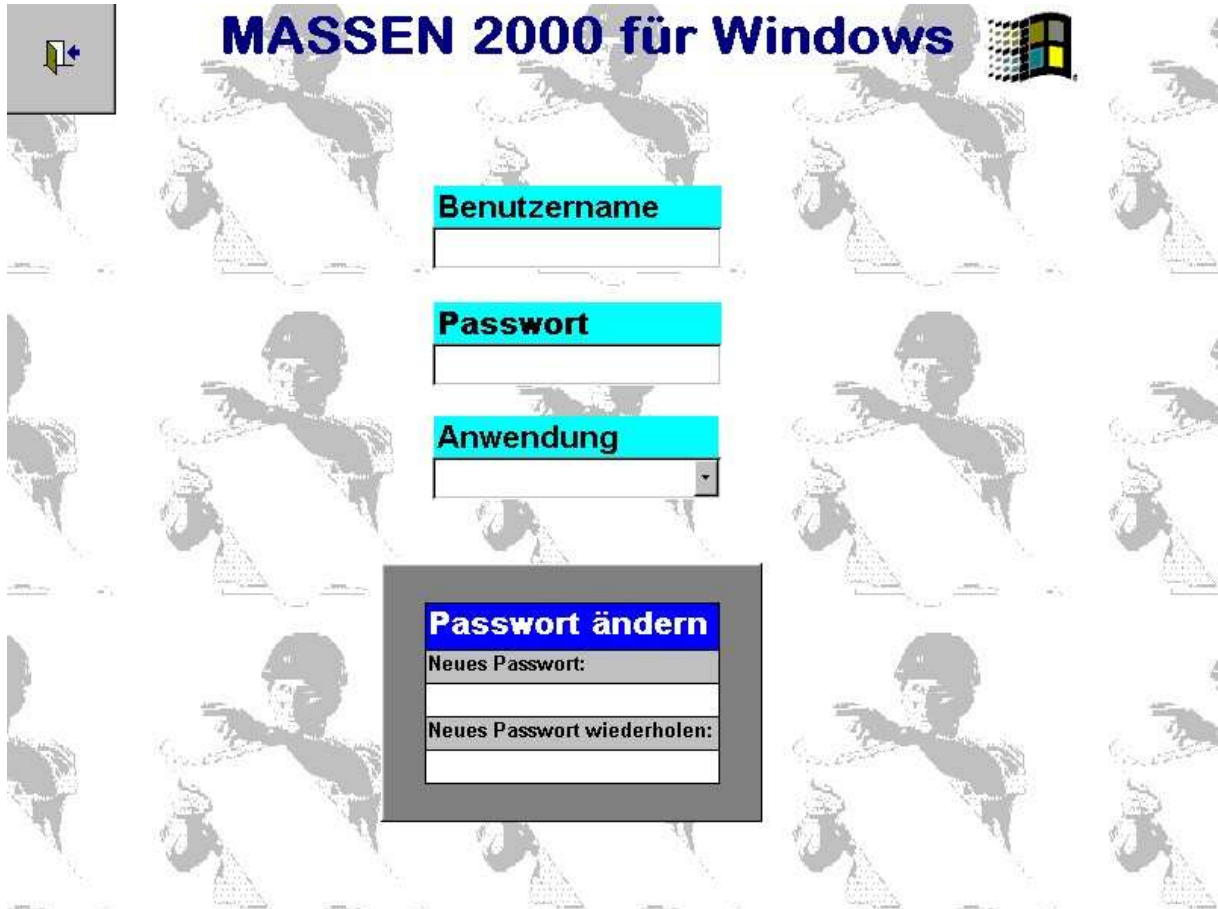 MASSEN 2000 für Windows
Benutzername
Passwort
Anwendung
Passwort ändern
Neues Passwort:
Neues Passwort wiederholen: